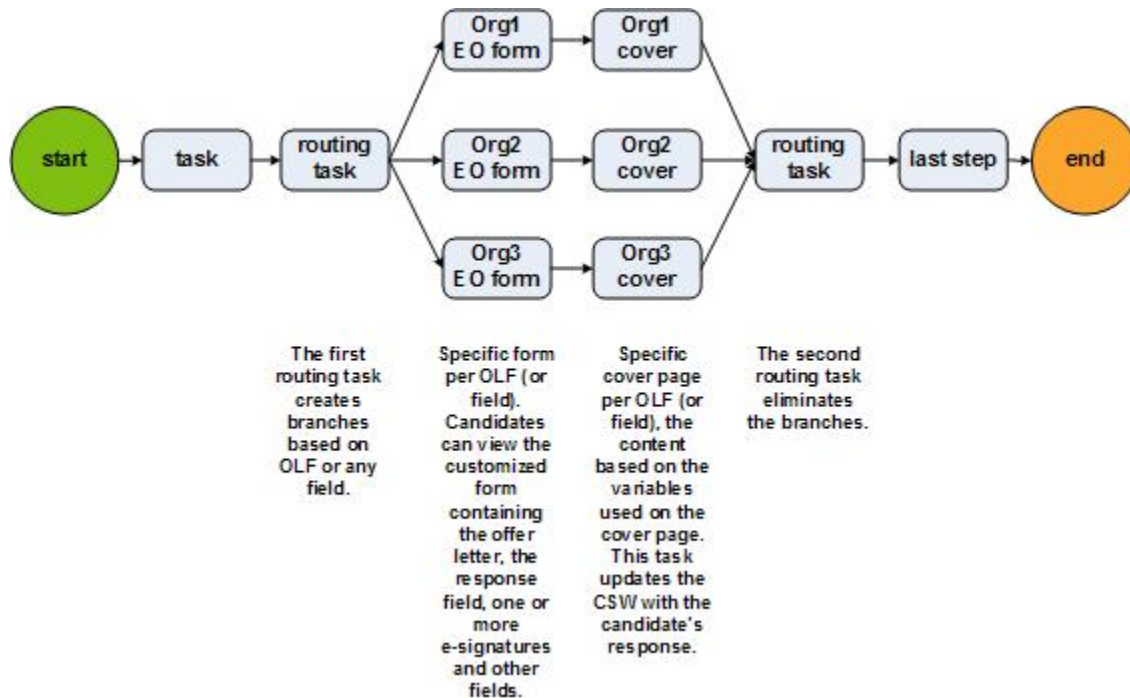 Org1
EO form
Org1
cover
start
task
routing
task
Org2
EO form
Org2
cover
routing
task
last step
end
Org3
EO form
Org3
cover
The first
routing task
creates
branches
based on
OLF or any
field.
Specific form
per OLF (or
field).
Candidates
can view the
customized
form
containing
the offer
letter, the
response
field, one or
more
e-signatures
and other
fields.
Specific
cover page
per OLF (or
field), the
content
based on the
variables
used on the
cover page.
This task
updates the
CSW with the
candidate's
response.
The second
routing task
eliminates
the branches.